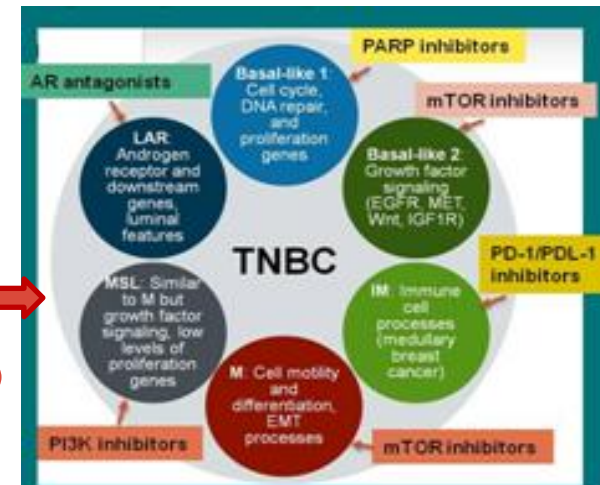 PARP inhibitors
AR antagonists
Basal-like 1:
Cell cycle,
DNA repair,
and
proliferation
genes
mTOR inhibitors
LAR:
Androgen
receptor and
downstream
genes,
luminal
features
Basal-like 2:
Growth factor
signaling
(EGFR, MET,
Wnt, IGF1R)
TNBC
PD-1/PDL-1
inhibitors
MSL: Similar
to M but
growth factor
signaling, low
levels of
proliferation
genes
IM: Immune
cell
processes
(medullary
breast
cancer)
M: Cell motility
and
differentiation,
EMT
processes
PI3K inhibitors
mTOR inhibitors